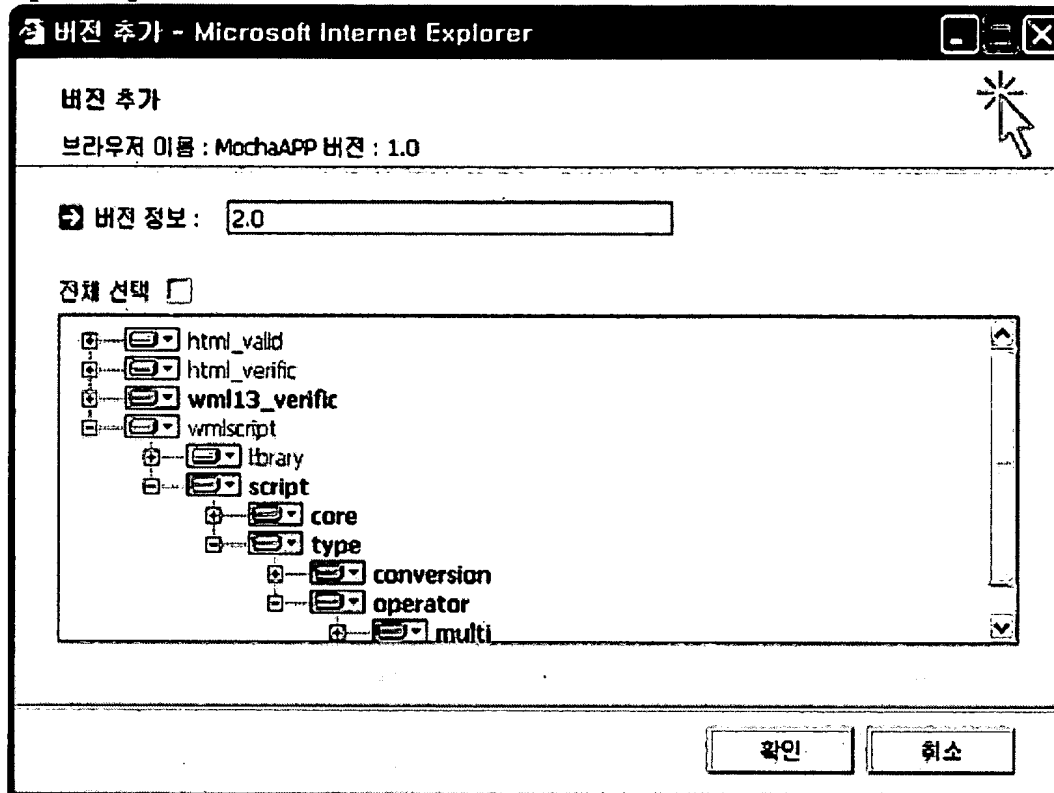 버전 추가 - Microsoft Internet Explorer
버전 추가
브라우저 이름 : MochaAPP 버전 : 1.0
버전 정보 : 2.0
전체 선택
html_valid
html_verific
wml13_verific
wmlscript
library
script
core
type
conversion
operator
multi
확인 취소